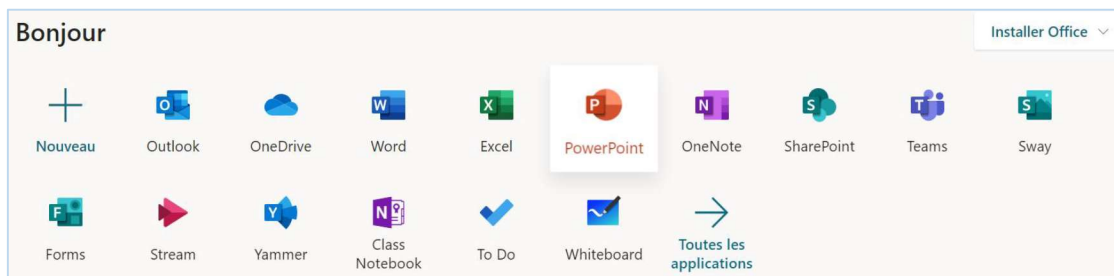 Bonjour
Installer Office
Nouveau
Outlook
OneDrive
Word
Excel
PowerPoint
OneNote
SharePoint
Teams
Sway
Forms
Stream
Yammer
Class
Notebook
To Do
Whiteboard
Toutes les
applications